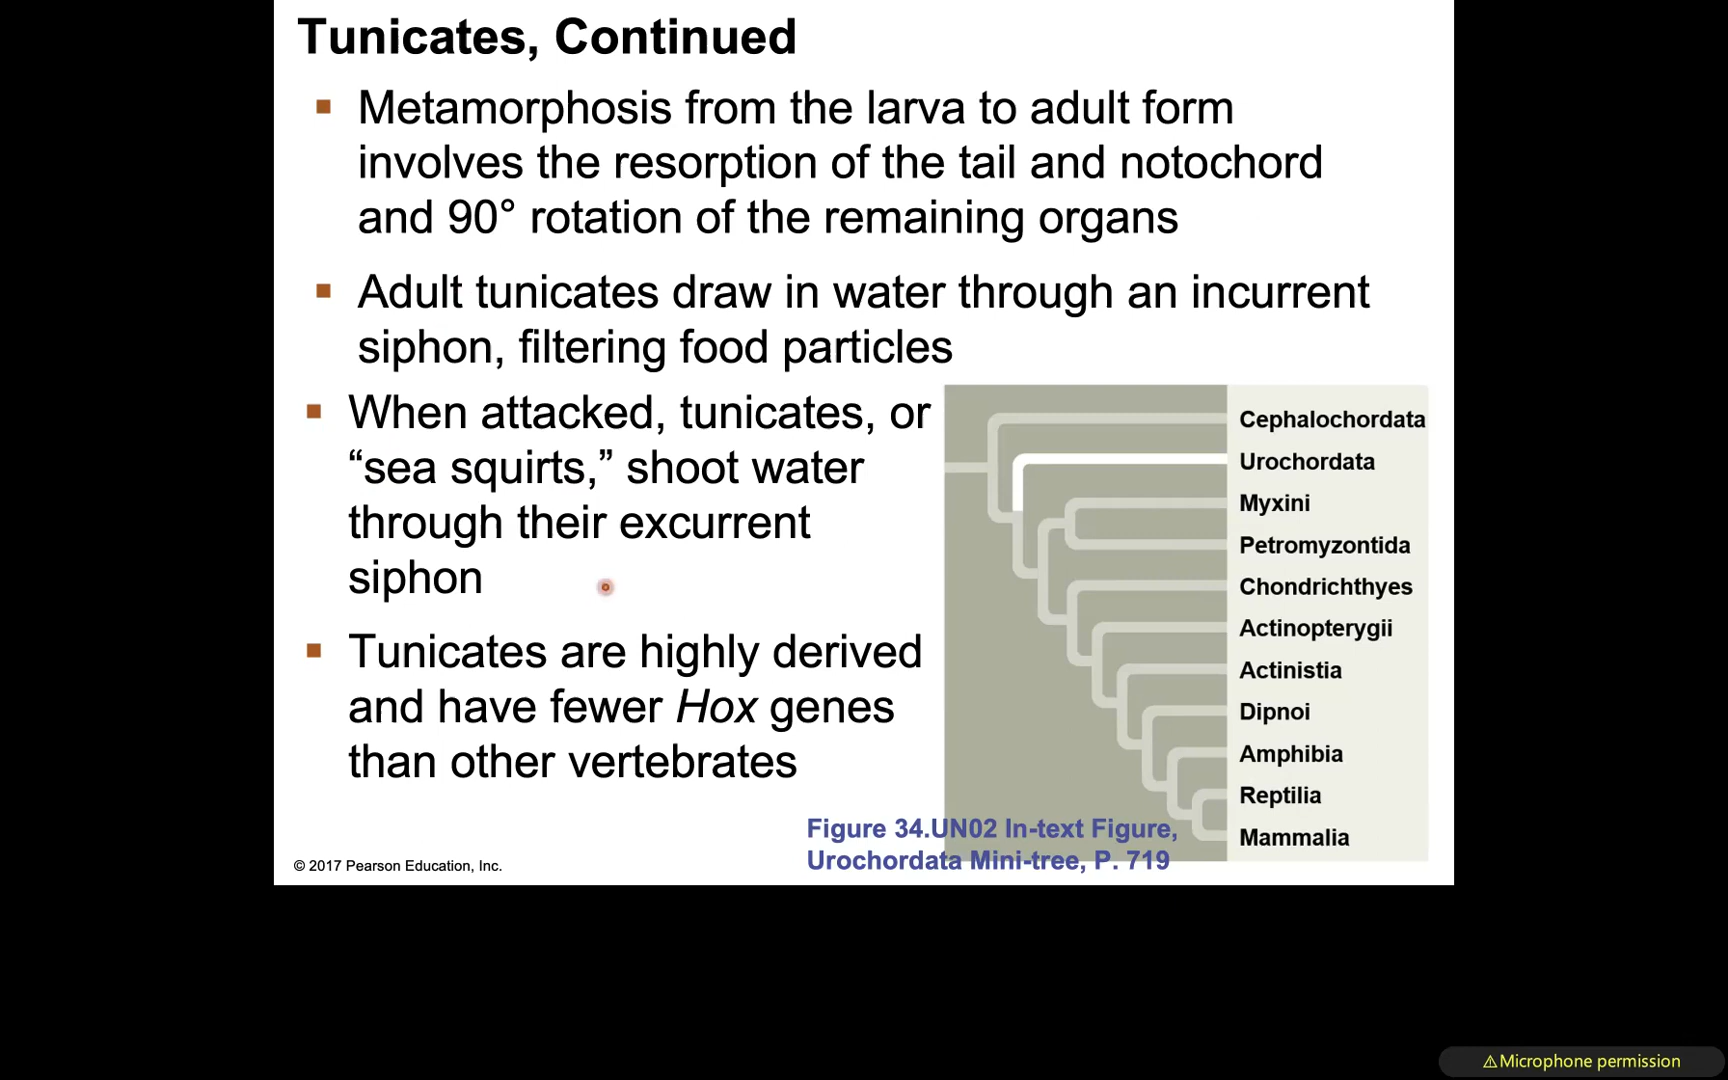 Tunicates, Continued
▪ Metamorphosis from the larva to adult form
involves the resorption of the tail and notochord
and 90° rotation of the remaining organs
▪ Adult tunicates draw in water through an incurrent
siphon, filtering food particles
▪ When attacked, tunicates, or
“sea squirts,” shoot water
through their excurrent
siphon
▪ Tunicates are highly derived
and have fewer Hox genes
than other vertebrates
Cephalochordata
Urochordata
Myxini
Petromyzontida
Chondrichthyes
Actinopterygii
Actinistia
Dipnoi
Amphibia
Reptilia
Mammalia
Figure 34.UN02 In-text Figure,
Urochordata Mini-tree, P. 719
© 2017 Pearson Education, Inc.
⚠Microphone permission